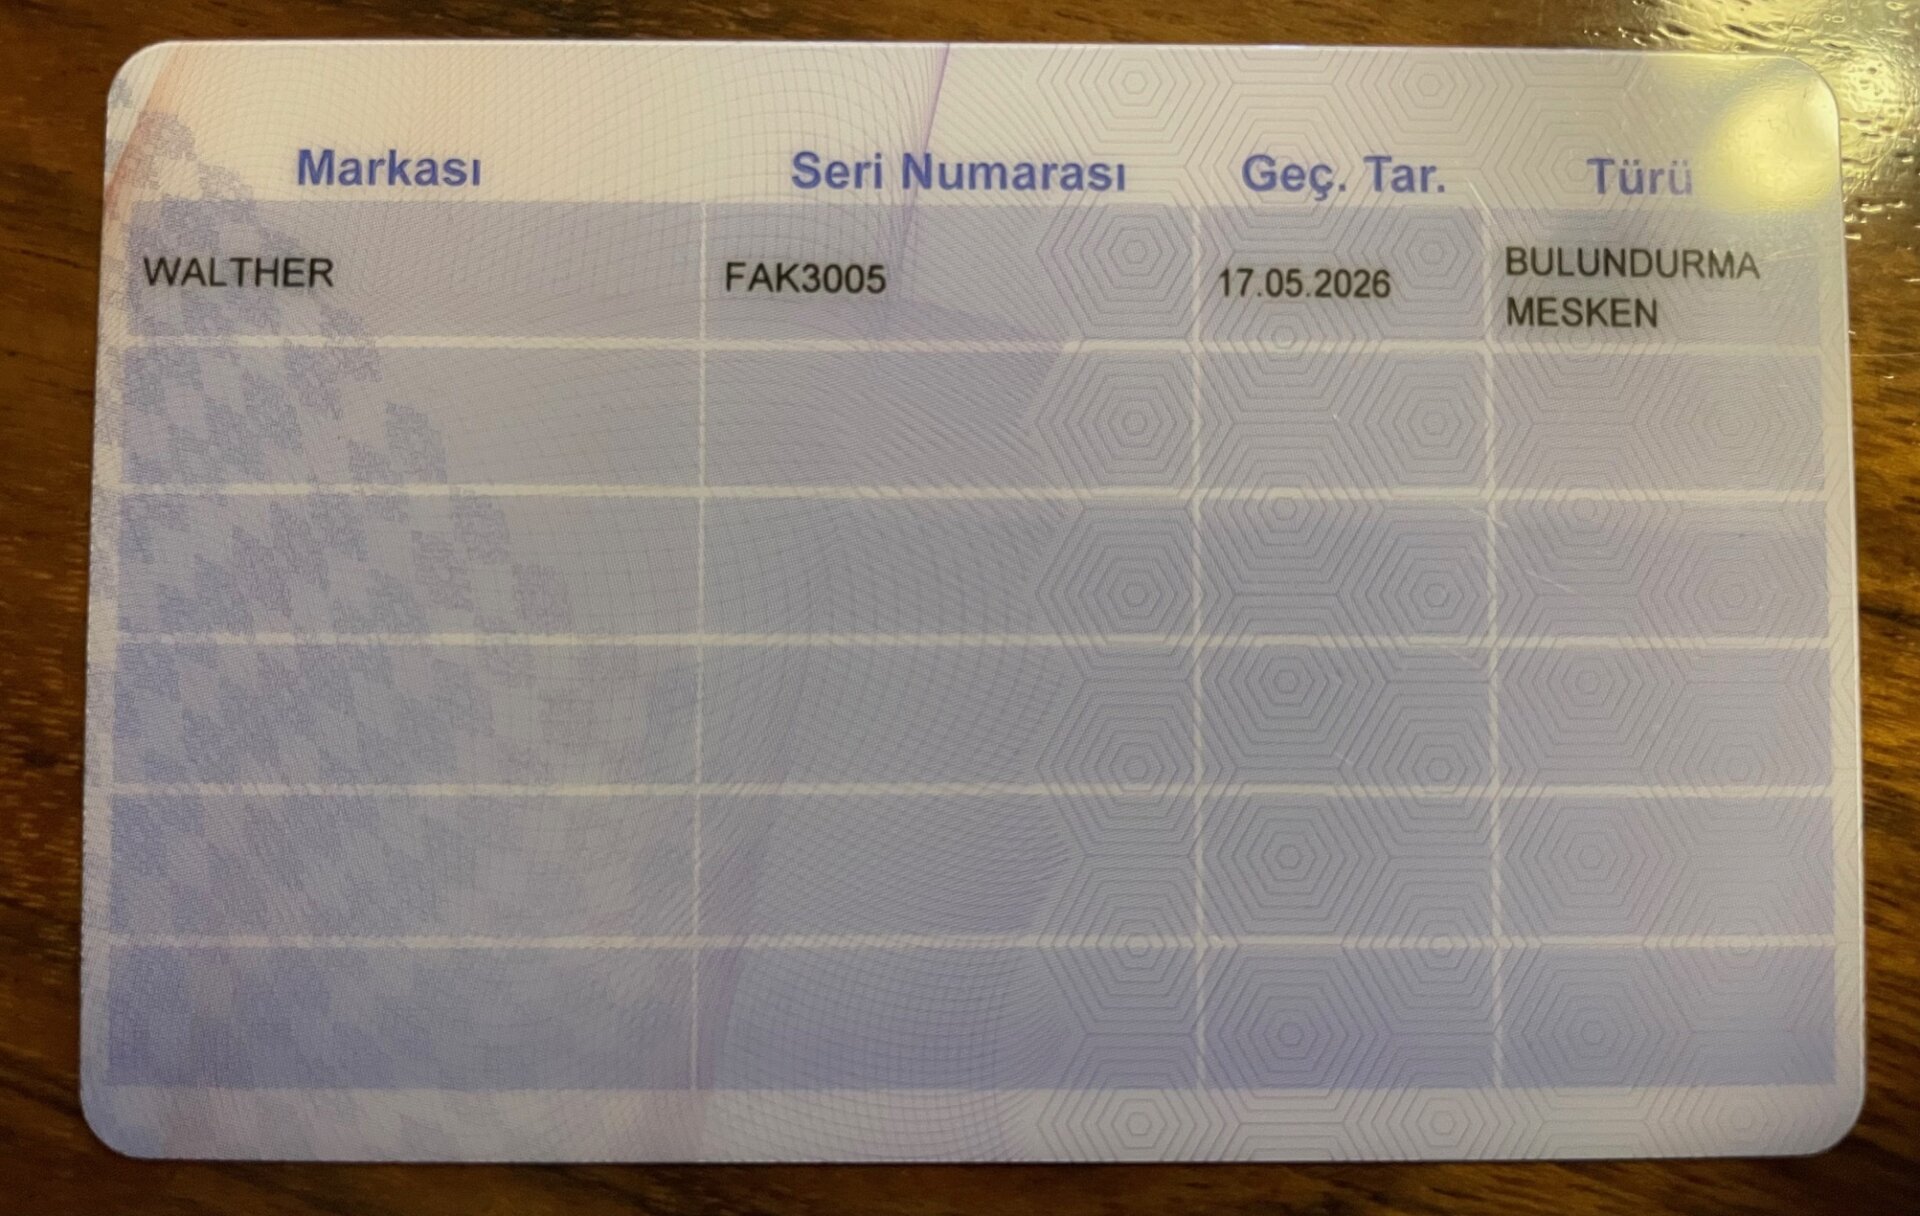 Markası Seri Numarası Geç. Tar. Türü
WALTHER FAK3005 17.05.2026 BULUNDURMA
MESKEN